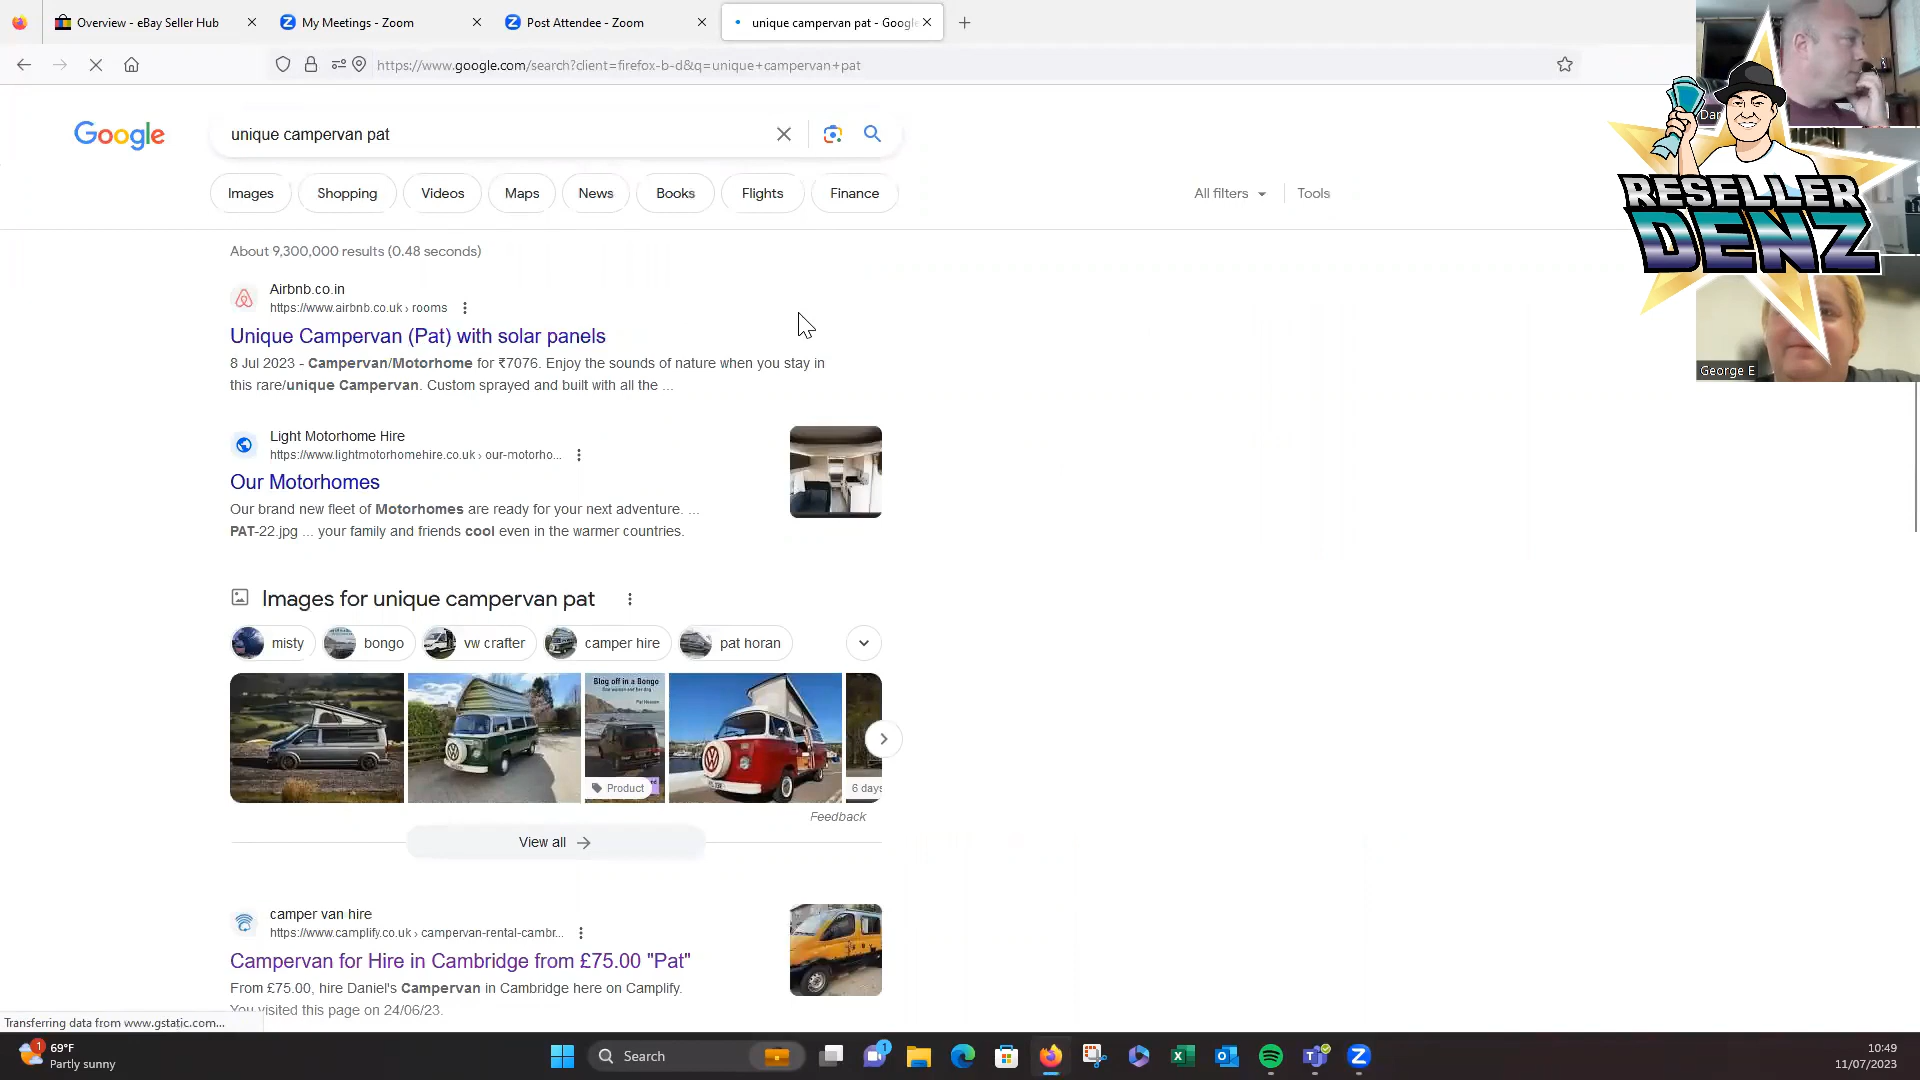 Overview - eBay Seller Hub
My Meetings - Zoom
Post Attendee - Zoom
unique campervan pat - Google
https://www.google.com/search?client=firefox-b-d&q=unique+campervan+pat
Google
unique campervan pat
Images
Shopping
Videos
Maps
News
Books
Flights
Finance
All filters
Tools
About 9,300,000 results (0.48 seconds)
Airbnb.co.in
https://www.airbnb.co.uk › rooms
Unique Campervan (Pat) with solar panels
8 Jul 2023 - Campervan/Motorhome for ₹7076. Enjoy the sounds of nature when you stay in
this rare/unique Campervan. Custom sprayed and built with all the ...
Light Motorhome Hire
https://www.lightmotorhomehire.co.uk › our-motorho...
Our Motorhomes
Our brand new fleet of Motorhomes are ready for your next adventure. ...
PAT-22.jpg ... your family and friends cool even in the warmer countries.
Images for unique campervan pat
misty
bongo
vw crafter
camper hire
pat horan
Blog off in a Bongo
Product
6 days
Feedback
View all
camper van hire
https://www.camplify.co.uk › campervan-rental-cambr...
Campervan for Hire in Cambridge from £75.00 "Pat"
From £75.00, hire Daniel's Campervan in Cambridge here on Camplify.
You visited this page on 24/06/23.
Transferring data from www.gstatic.com...
Dan
RESELLER
DENZ
George E
1
69°F
Partly sunny
Search
1
10:49
11/07/2023